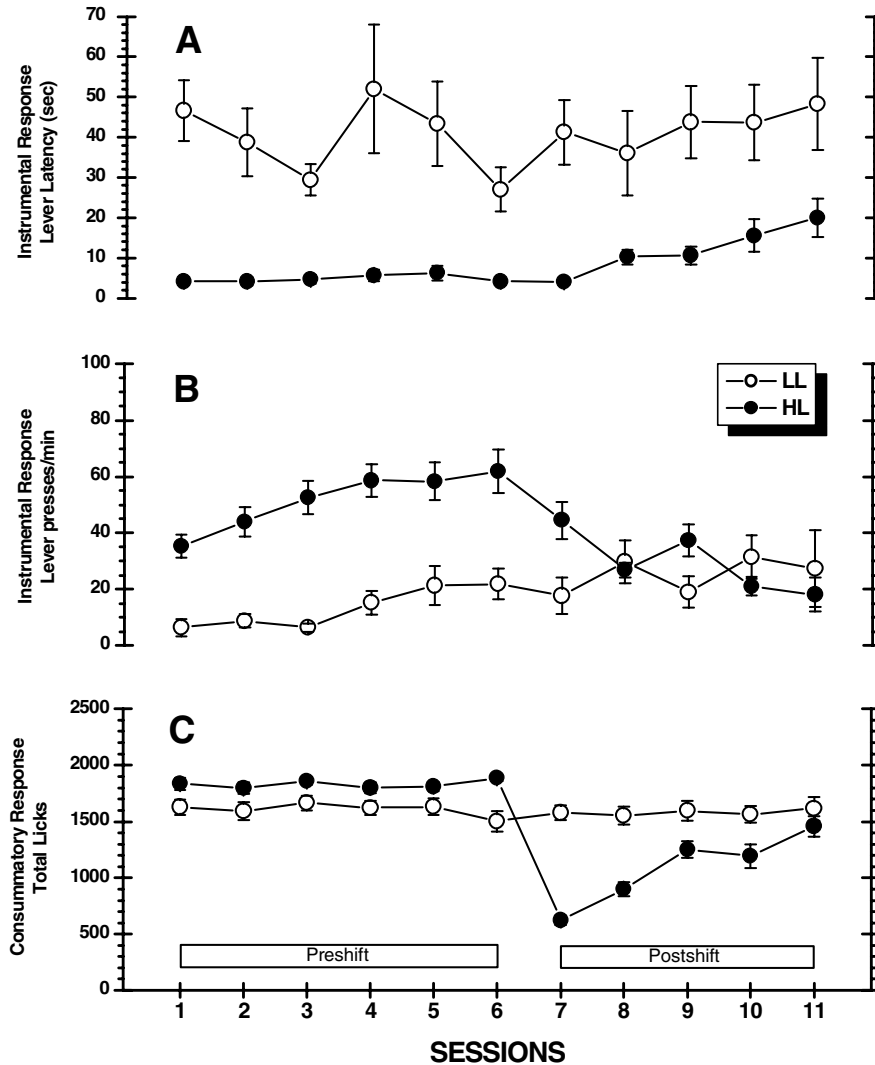 A
Instrumental Response
Lever Latency (sec)
70
60
50
40
30
20
10
0
B
Instrumental Response
Lever presses/min
100
80
60
40
20
0
LL
HL
C
Consummatory Response
Total Licks
2500
2000
1500
1000
500
0
Preshift
Postshift
1 2 3 4 5 6 7 8 9 10 11
SESSIONS